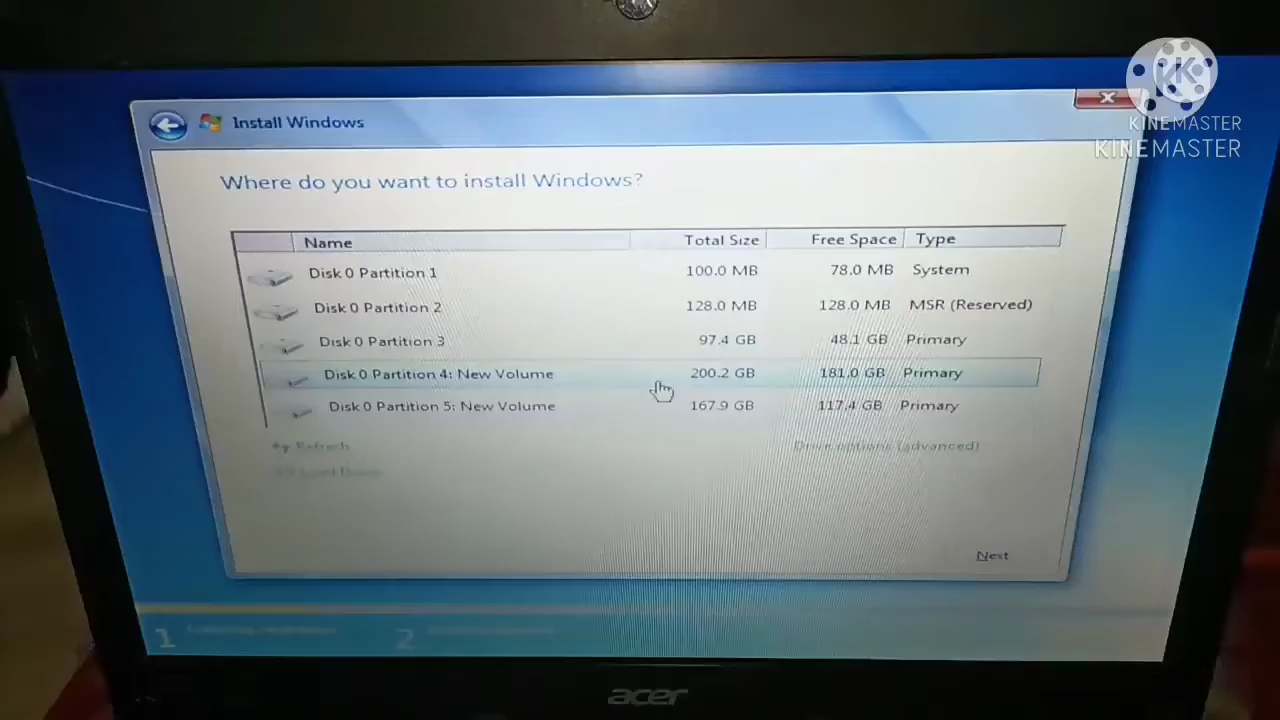 Install Windows
KINEMASTER
KINEMASTER
Where do you want to install Windows?
Name Total Size Free Space Type
Disk 0 Partition 1 100.0 MB 78.0 MB System
Disk 0 Partition 2 128.0 MB 128.0 MB MSR (Reserved)
Disk 0 Partition 3 97.4 GB 48.1 GB Primary
Disk 0 Partition 4: New Volume 200.2 GB 181.0 GB Primary
Disk 0 Partition 5: New Volume 167.9 GB 117.4 GB Primary
Refresh Drive options (advanced)
Next
1 2
acer